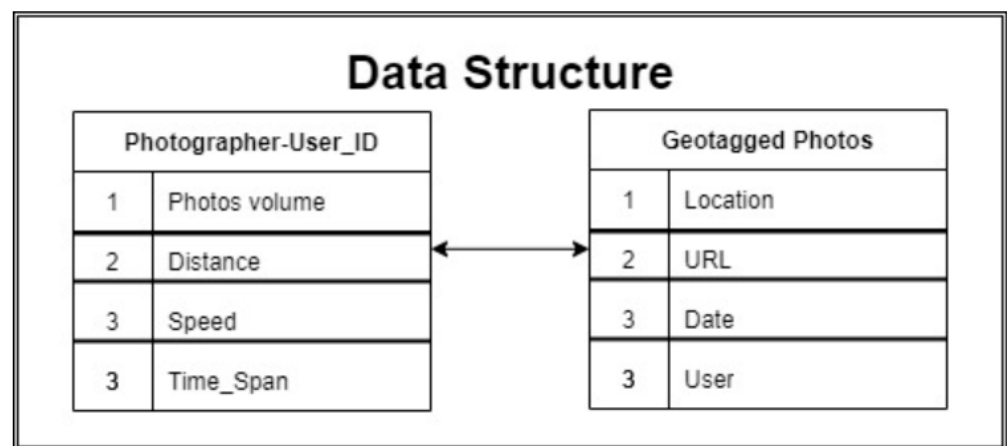 Data Structure
Photographer-User_ID
1 Photos volume
2 Distance
3 Speed
3 Time_Span
Geotagged Photos
1 Location
2 URL
3 Date
3 User